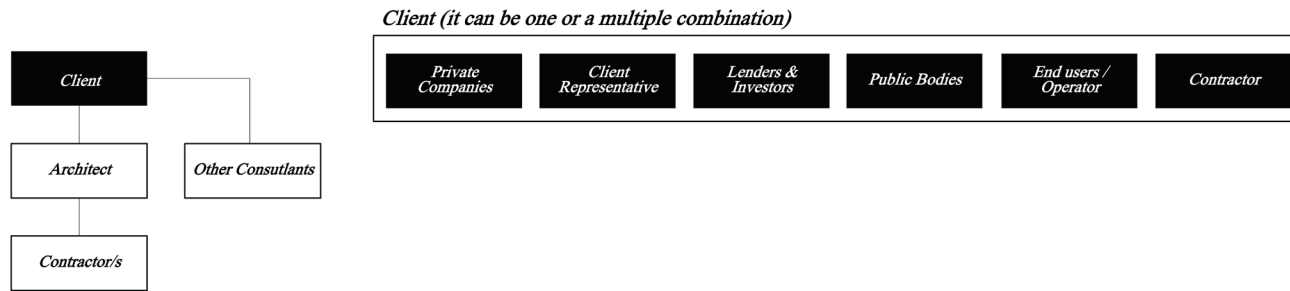 Client (it can be one or a multiple combination)
Client
Architect
Other Consutlants
Contractor/s
Private
Companies
Client
Representative
Lenders &
Investors
Public Bodies
End users /
Operator
Contractor